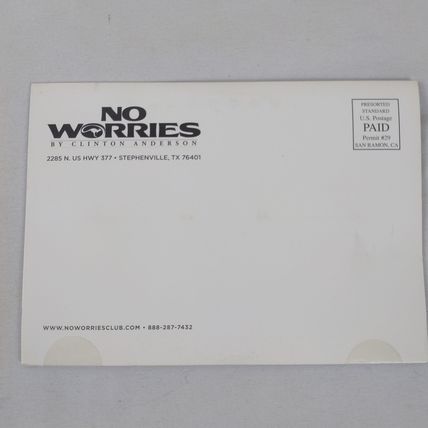 NO
WORRIES
BY CLINTON ANDERSON
2285 N. US HWY 377 • STEPHENVILLE, TX 76401
PRESORTED
STANDARD
U.S. Postage
PAID
Permit #29
SAN RAMON, CA
WWW.NOWORRIESCLUB.COM • 888-287-7432